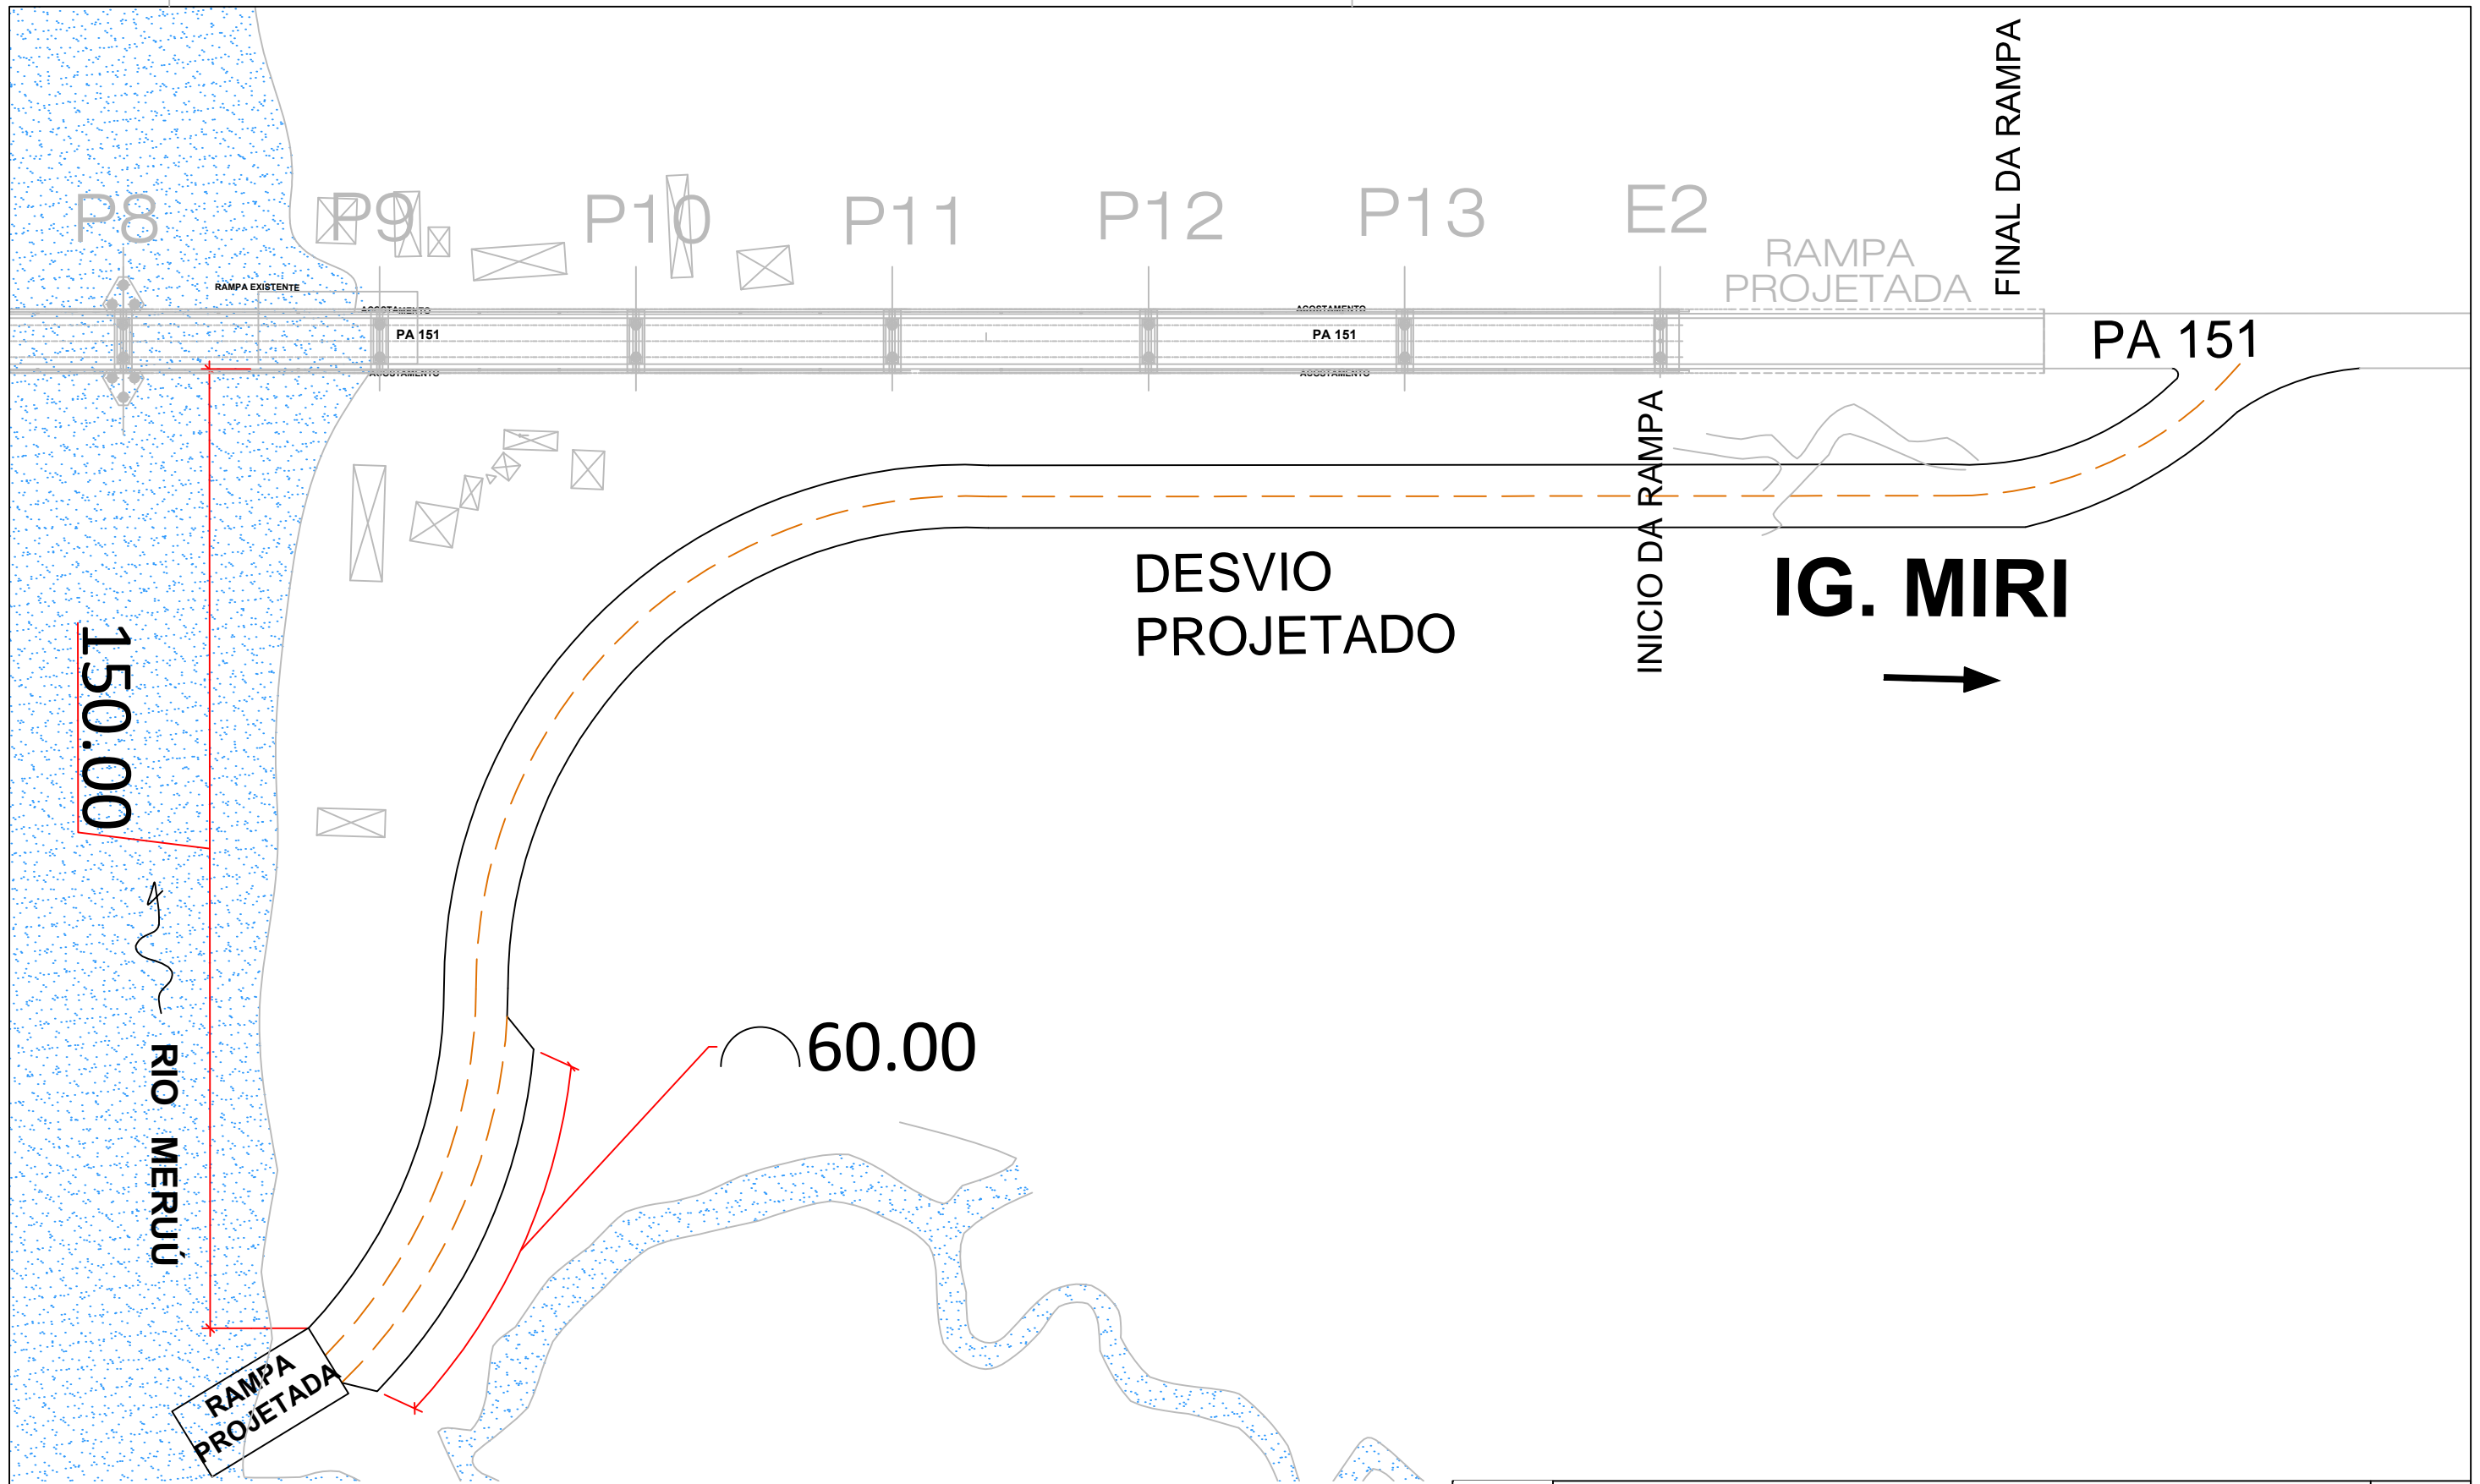 FINAL DA RAMPA
P8
P9
P10
P11
P12
P13
E2
RAMPA
PROJETADA
RAMPA EXISTENTE
ACOSTAMENTO
ACOSTAMENTO
PA 151
PA 151
PA 151
ACOSTAMENTO
ACOSTAMENTO
INICIO DA RAMPA
DESVIO
PROJETADO
IG. MIRI
150.00
60.00
RIO MERUÚ
RAMPA
PROJETADA